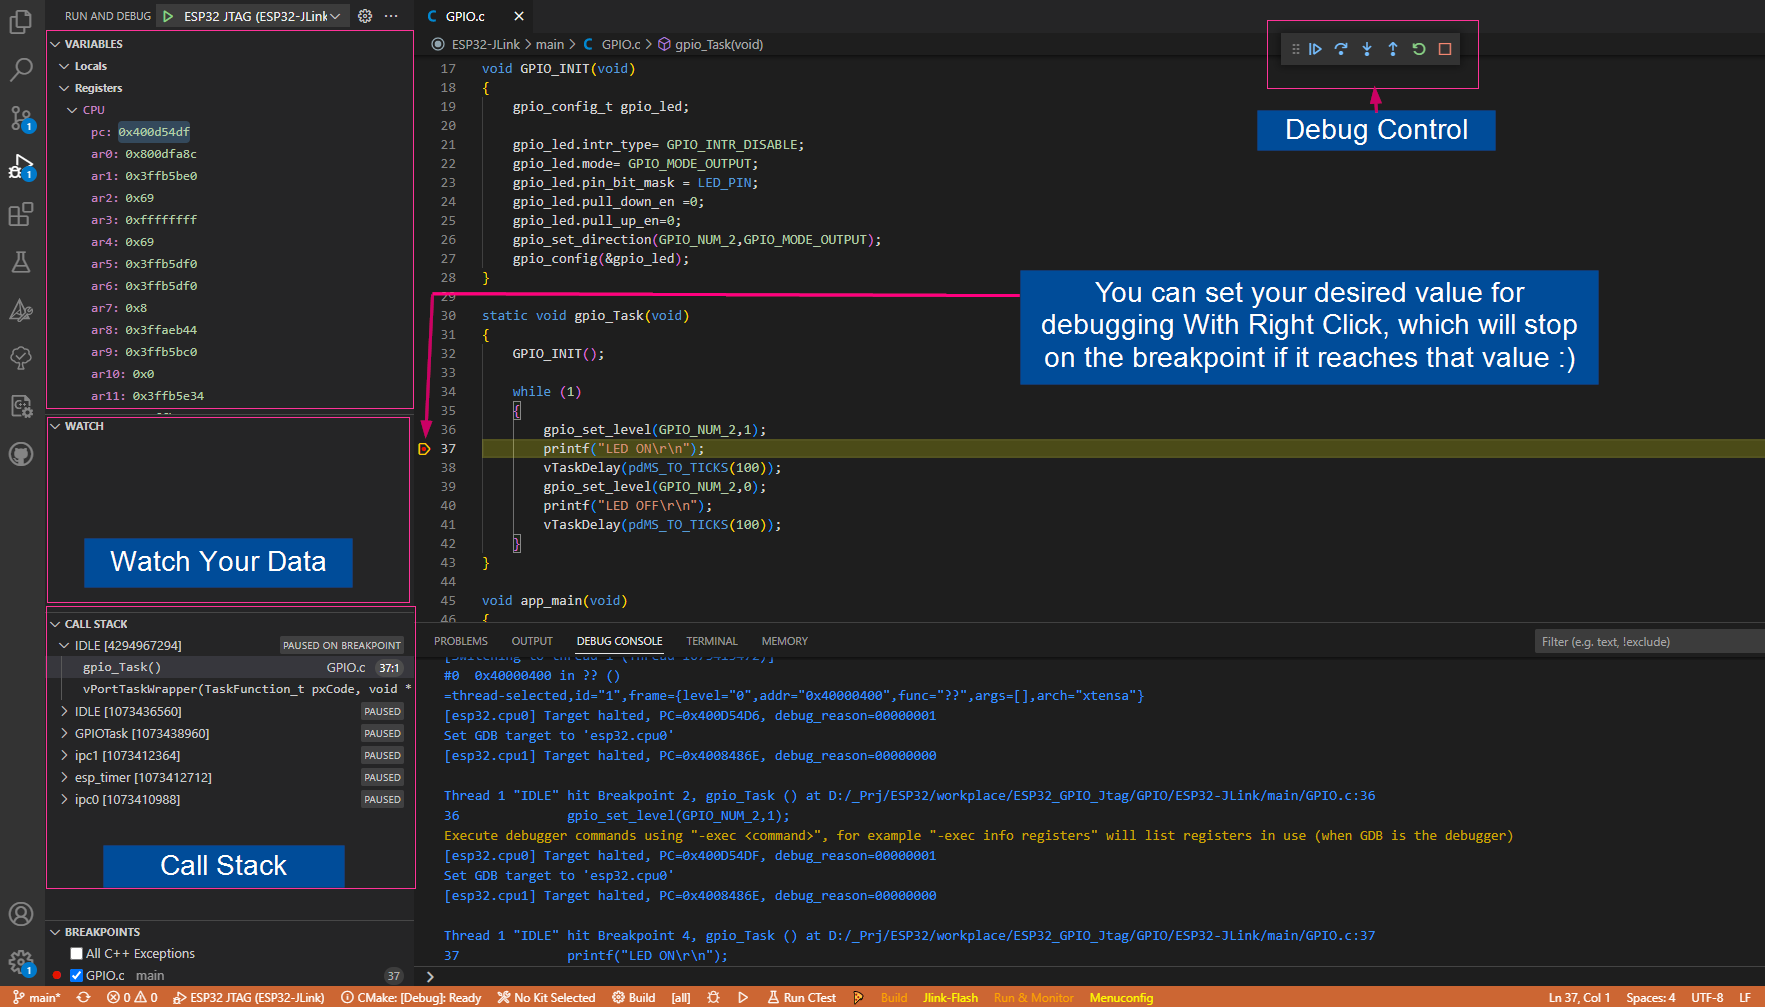 RUN AND DEBUG
ESP32 JTAG (ESP32-JLink
VARIABLES
Locals
Registers
CPU
pc: 0x400d54df
ar0: 0x800dfa8c
ar1: 0x3ffb5be0
ar2: 0x69
ar3: 0xffffffff
ar4: 0x69
ar5: 0x3ffb5df0
ar6: 0x3ffb5df0
ar7: 0x8
ar8: 0x3ffaeb44
ar9: 0x3ffb5bc0
ar10: 0x0
ar11: 0x3ffb5e34
WATCH
Watch Your Data
CALL STACK
IDLE [4294967294] PAUSED ON BREAKPOINT
gpio_Task() GPIO.c 37:1
vPortTaskWrapper(TaskFunction_t pxCode, void *
IDLE [1073436560] PAUSED
GPIOTask [1073438960] PAUSED
ipc1 [1073412364] PAUSED
esp_timer [1073412712] PAUSED
ipc0 [1073410988] PAUSED
Call Stack
BREAKPOINTS
All C++ Exceptions
GPIO.c main 37
1
1
1
C GPIO.c
ESP32-JLink > main > C GPIO.c > gpio_Task(void)
17 void GPIO_INIT(void)
18 {
19 gpio_config_t gpio_led;
20
21 gpio_led.intr_type= GPIO_INTR_DISABLE;
22 gpio_led.mode= GPIO_MODE_OUTPUT;
23 gpio_led.pin_bit_mask = LED_PIN;
24 gpio_led.pull_down_en =0;
25 gpio_led.pull_up_en=0;
26 gpio_set_direction(GPIO_NUM_2,GPIO_MODE_OUTPUT);
27 gpio_config(&gpio_led);
28 }
29
30 static void gpio_Task(void)
31 {
32 GPIO_INIT();
33
34 while (1)
35 {
36 gpio_set_level(GPIO_NUM_2,1);
37 printf("LED ON\r\n");
38 vTaskDelay(pdMS_TO_TICKS(100));
39 gpio_set_level(GPIO_NUM_2,0);
40 printf("LED OFF\r\n");
41 vTaskDelay(pdMS_TO_TICKS(100));
42 }
43 }
44
45 void app_main(void)
46 {
Debug Control
You can set your desired value for
debugging With Right Click, which will stop
on the breakpoint if it reaches that value :)
PROBLEMS OUTPUT DEBUG CONSOLE TERMINAL MEMORY
Filter (e.g. text, !exclude)
[Switching to thread 1 (Thread 1073413472)]
#0 0x40000400 in ?? ()
=thread-selected,id="1",frame={level="0",addr="0x40000400",func="??",args=[],arch="xtensa"}
[esp32.cpu0] Target halted, PC=0x400D54D6, debug_reason=00000001
Set GDB target to 'esp32.cpu0'
[esp32.cpu1] Target halted, PC=0x4008486E, debug_reason=00000000
Thread 1 "IDLE" hit Breakpoint 2, gpio_Task () at D:/_Prj/ESP32/workplace/ESP32_GPIO_Jtag/GPIO/ESP32-JLink/main/GPIO.c:36
36 gpio_set_level(GPIO_NUM_2,1);
Execute debugger commands using "-exec <command>", for example "-exec info registers" will list registers in use (when GDB is the debugger)
[esp32.cpu0] Target halted, PC=0x400D54DF, debug_reason=00000001
Set GDB target to 'esp32.cpu0'
[esp32.cpu1] Target halted, PC=0x4008486E, debug_reason=00000000
Thread 1 "IDLE" hit Breakpoint 4, gpio_Task () at D:/_Prj/ESP32/workplace/ESP32_GPIO_Jtag/GPIO/ESP32-JLink/main/GPIO.c:37
37 printf("LED ON\r\n");
main* 0 0 ESP32 JTAG (ESP32-JLink) CMake: [Debug]: Ready No Kit Selected Build [all] Run CTest Build Jlink-Flash Run & Monitor Menuconfig Ln 37, Col 1 Spaces: 4 UTF-8 LF